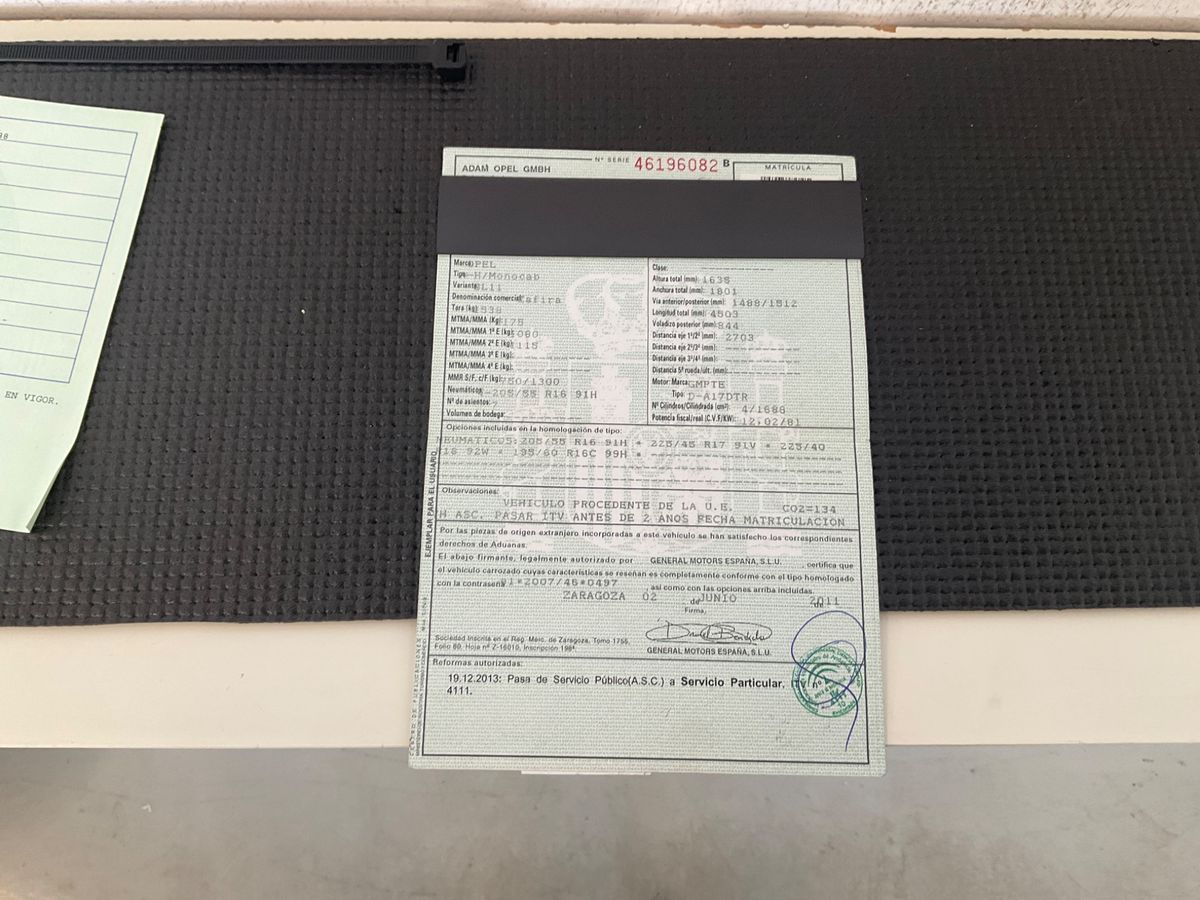 ADAM OPEL GMBH
Nº SERIE 46196082 B
MATRÍCULA
Marca OPEL
Tipo -H/Monocab
Variante L11
Denominación comercial: Zafira
Tara (kg) 1538
MTMA/MMA (Kg) 175
MTMA/MMA 1º E (kg): 080
MTMA/MMA 2º E (kg): 115
MTMA/MMA 3º E (kg):
MTMA/MMA 4º E (kg):
MMR S/F, c/F (kg): 750/1300
Neumáticos 205/55 R16 91H
Nº de asientos: 7
Volumen de bodega:
Clase:
Altura total (mm): 1635
Anchura total (mm): 1801
Vía anterior/posterior (mm): 1488/1512
Longitud total (mm): 4503
Voladizo posterior (mm): 844
Distancia eje 1º/2º (mm): 2703
Distancia eje 2º/3º (mm):
Distancia eje 3º/4º (mm):
Distancia 5ª rueda/últ. (mm):
Motor: Marca GMPTE
Tipo: D-A17DTR
Nº Cilindros/Cilindrada (cm³) 4/1686
Potencia fiscal/real (C.V.F/KW): 12,02/81
Opciones incluidas en la homologación de tipo:
NEUMATICOS: 205/55 R16 91H * 225/45 R17 91V * 225/40
18 92W * 195/60 R16C 99H *
Observaciones:
VEHICULO PROCEDENTE DE LA U.E. CO2=134
H ASC. PASAR ITV ANTES DE 2 ANOS FECHA MATRICULACION
Por las piezas de origen extranjero incorporadas a este vehículo se han satisfecho los correspondientes
derechos de Aduanas.
El abajo firmante, legalmente autorizado por GENERAL MOTORS ESPAÑA, S.L.U. , certifica que
el vehículo carrozado cuyas características se reseñan es completamente conforme con el tipo homologado
con la contraseña 1*2007/46*0497 , así como con las opciones arriba incluidas.
ZARAGOZA 02 de JUNIO de 2011
Firma,
Sociedad Inscrita en el Reg. Merc. de Zaragoza, Tomo 1755,
Folio 80, Hoja nº Z-16010, Inscripción 198ª.
GENERAL MOTORS ESPAÑA, S.L.U.
Reformas autorizadas:
19.12.2013: Pasa de Servicio Público(A.S.C.) a Servicio Particular.
4111.
EJEMPLAR PARA EL USUARIO
EN VIGOR.